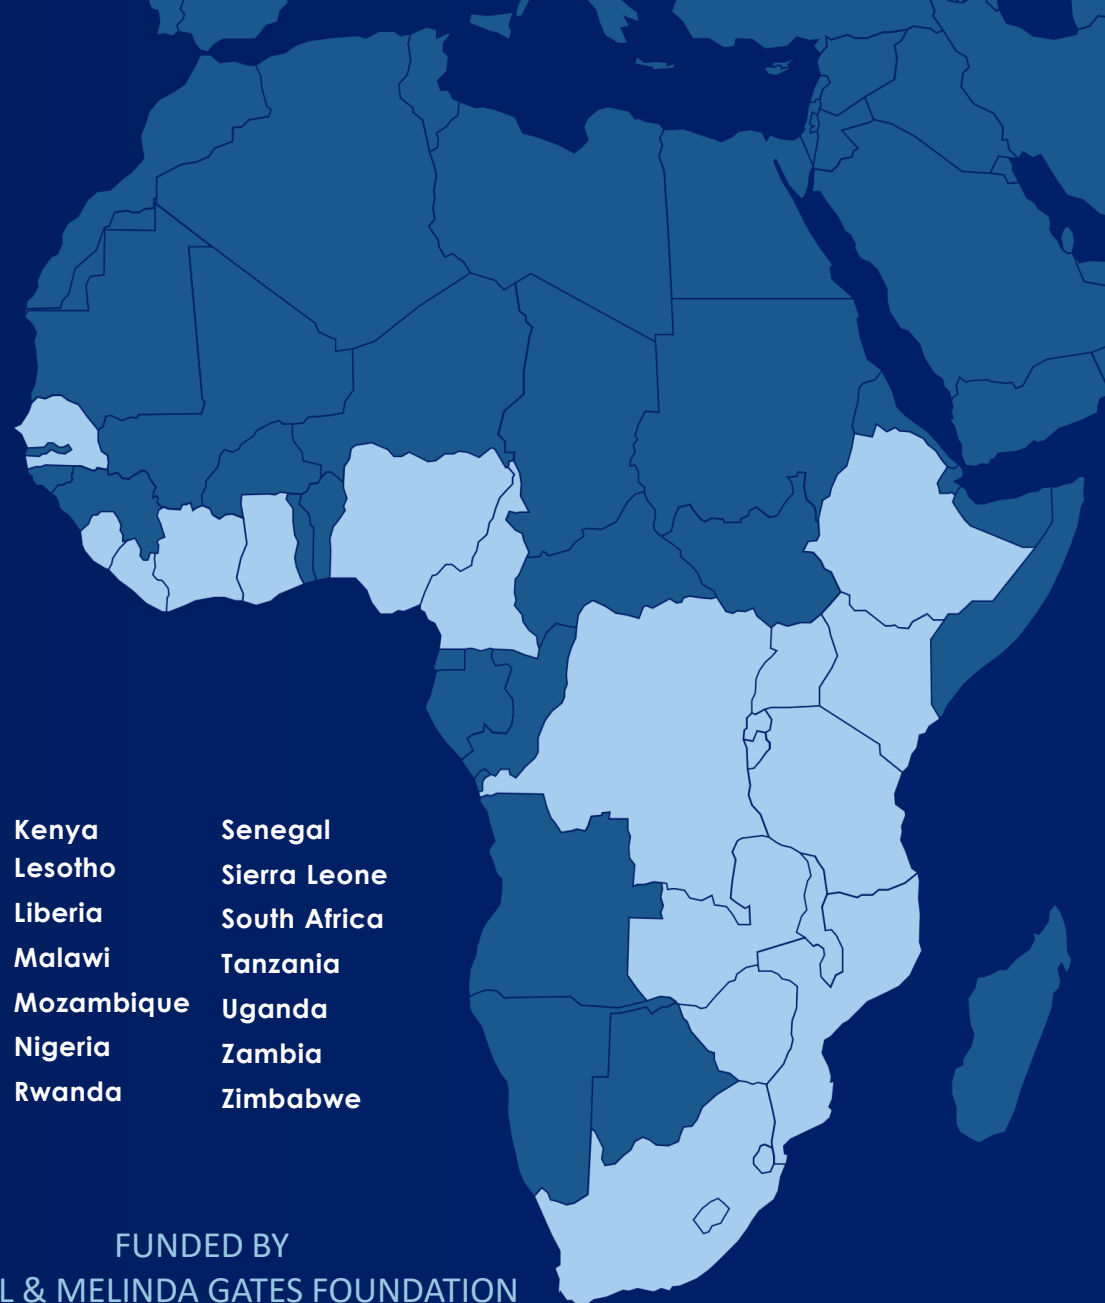 Kenya
Lesotho
Liberia
Malawi
Mozambique
Nigeria
Rwanda
Senegal
Sierra Leone
South Africa
Tanzania
Uganda
Zambia
Zimbabwe
FUNDED BY
L & MELINDA GATES FOUNDATION